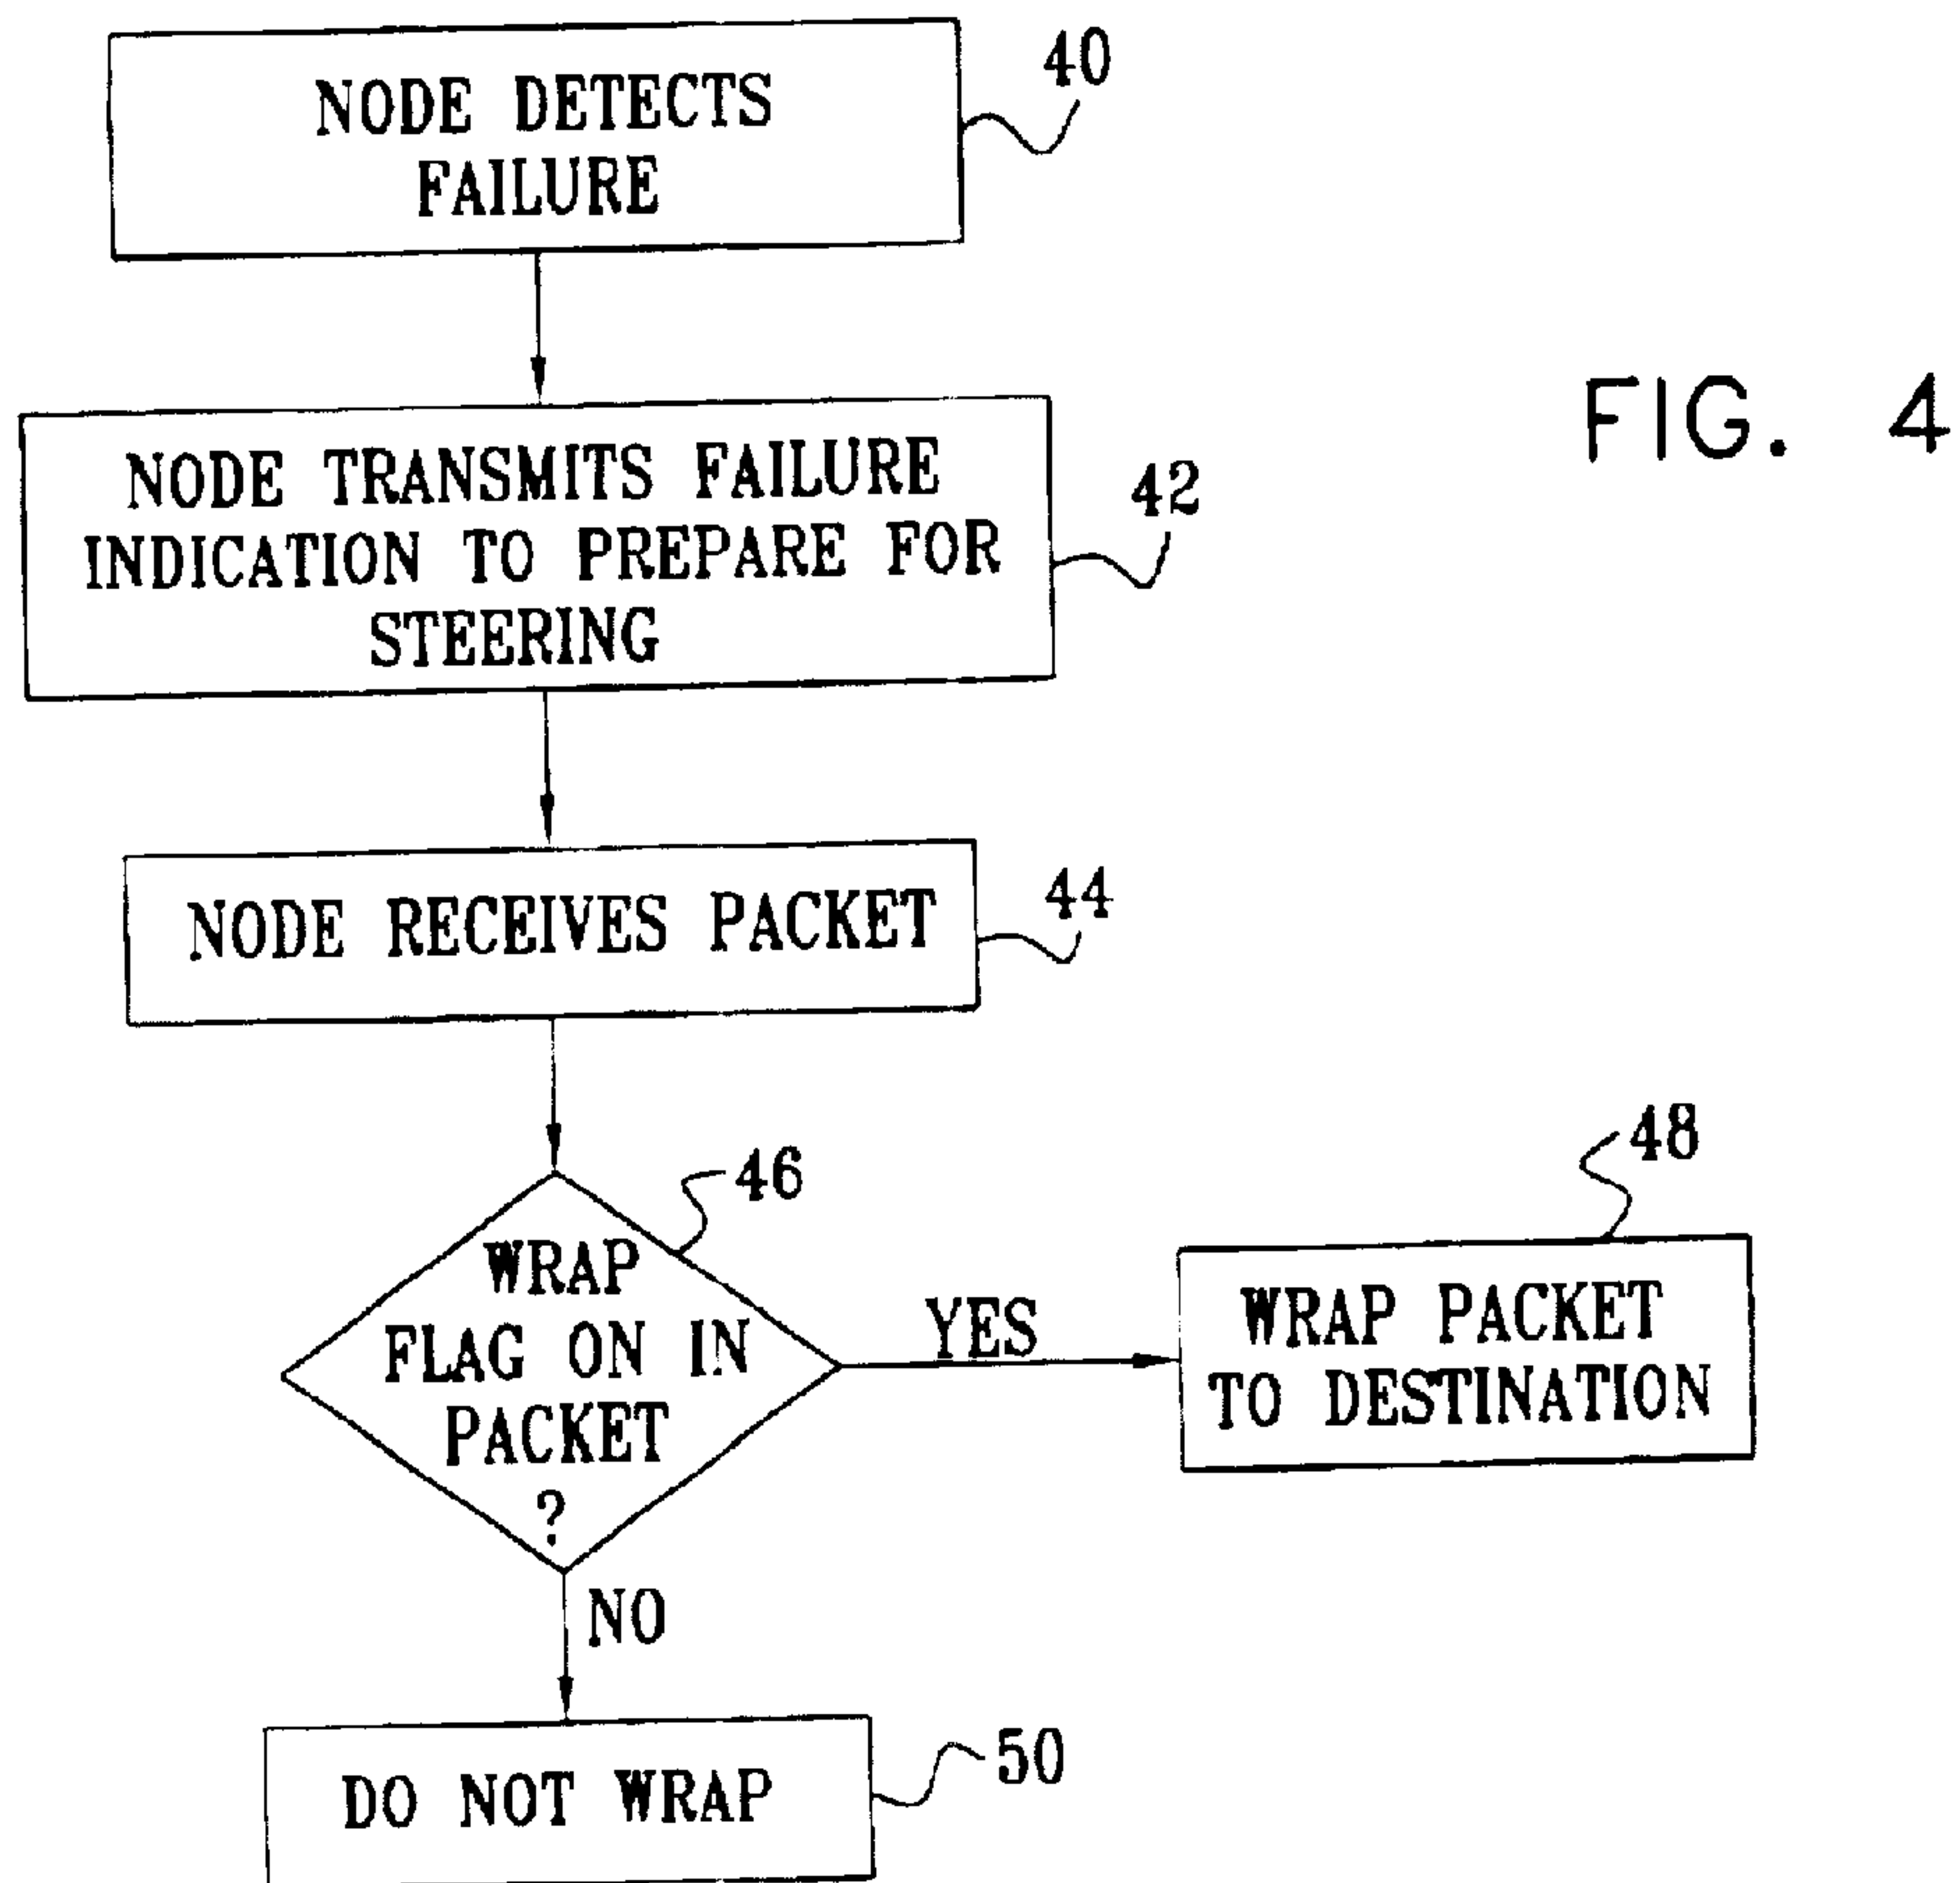 NODE DETECTS
FAILURE
40
NODE TRANSMITS FAILURE
INDICATION TO PREPARE FOR
STEERING
42
FIG. 4
NODE RECEIVES PACKET
44
WRAP
FLAG ON IN
PACKET
?
46
YES
48
WRAP PACKET
TO DESTINATION
NO
DO NOT WRAP
50